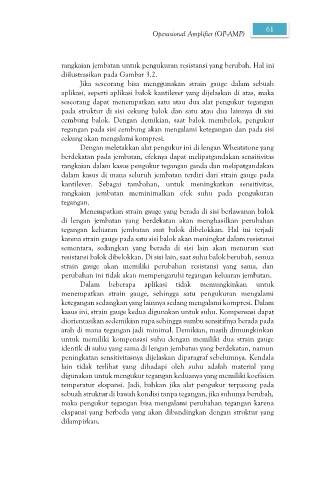 Operasional Amplifier (OP-AMP)
61
rangkaian jembatan untuk pengukuran resistansi yang berubah. Hal ini
diilustrasikan pada Gambar 3.2.
Jika seseorang bisa menggunakan strain gauge dalam sebuah
aplikasi, seperti aplikasi balok kantilever yang dijelaskan di atas, maka
seseorang dapat menempatkan satu atau dua alat pengukur tegangan
pada struktur di sisi cekung balok dan satu atau dua lainnya di sisi
cembung balok. Dengan demikian, saat balok membelok, pengukur
tegangan pada sisi cembung akan mengalami ketegangan dan pada sisi
cekung akan mengalami kompresi.
Dengan meletakkan alat pengukur ini di lengan Wheatstone yang
berdekatan pada jembatan, efeknya dapat melipatgandakan sensitivitas
rangkaian dalam kasus pengukur tegangan ganda dan melipatgandakan
dalam kasus di mana seluruh jembatan terdiri dari strain gauge pada
kantilever. Sebagai tambahan, untuk meningkatkan sensitivitas,
rangkaian jembatan meminimalkan efek suhu pada pengukuran
tegangan.
Menempatkan strain gauge yang berada di sisi berlawanan balok
di lengan jembatan yang berdekatan akan menghasilkan perubahan
tegangan keluaran jembatan saat balok dibelokkan. Hal ini terjadi
karena strain gauge pada satu sisi balok akan meningkat dalam resistansi
sementara, sedangkan yang berada di sisi lain akan menurun saat
resistansi balok dibelokkan. Di sisi lain, saat suhu balok berubah, semua
strain gauge akan memiliki perubahan resistansi yang sama, dan
perubahan ini tidak akan mempengaruhi tegangan keluaran jembatan.
Dalam beberapa aplikasi tidak memungkinkan untuk
menempatkan strain gauge, sehingga satu pengukuran mengalami
ketegangan sedangkan yang lainnya sedang mengalami kompresi. Dalam
kasus ini, strain gauge kedua digunakan untuk suhu. Kompensasi dapat
diorientasikan sedemikian rupa sehingga sumbu sensitifnya berada pada
arah di mana tegangan jadi minimal. Demikian, masih dimungkinkan
untuk memiliki kompensasi suhu dengan memiliki dua strain gauge
identik di suhu yang sama di lengan jembatan yang berdekatan, namun
peningkatan sensitivitasnya dijelaskan diparagraf sebelumnya. Kendala
lain tidak terlihat yang dihadapi oleh suhu adalah material yang
digunakan untuk mengukur tegangan keduanya yang memiliki koefisien
temperatur ekspansi. Jadi, bahkan jika alat pengukur terpasang pada
sebuah struktur di bawah kondisi tanpa tegangan, jika suhunya berubah,
maka pengukur tegangan bisa mengalami perubahan tegangan karena
ekspansi yang berbeda yang akan dibandingkan dengan struktur yang
dilampirkan.